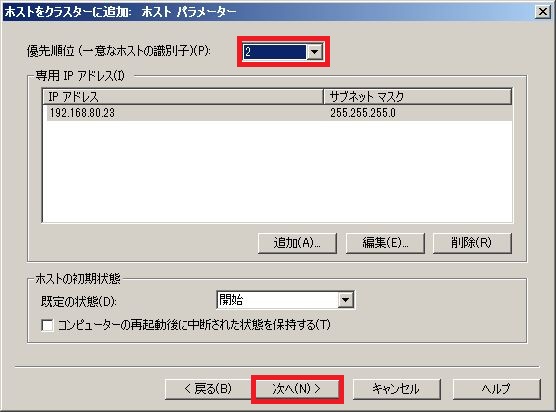 ホストをクラスターに追加: ホスト パラメーター
優先順位 (一意なホストの識別子)(P): 2
専用 IP アドレス(I)
IP アドレス サブネット マスク
192.168.80.23 255.255.255.0
追加(A)... 編集(E)... 削除(R)
ホストの初期状態
既定の状態(D): 開始
コンピューターの再起動後に中断された状態を保持する(T)
< 戻る(B) 次へ(N) > キャンセル ヘルプ